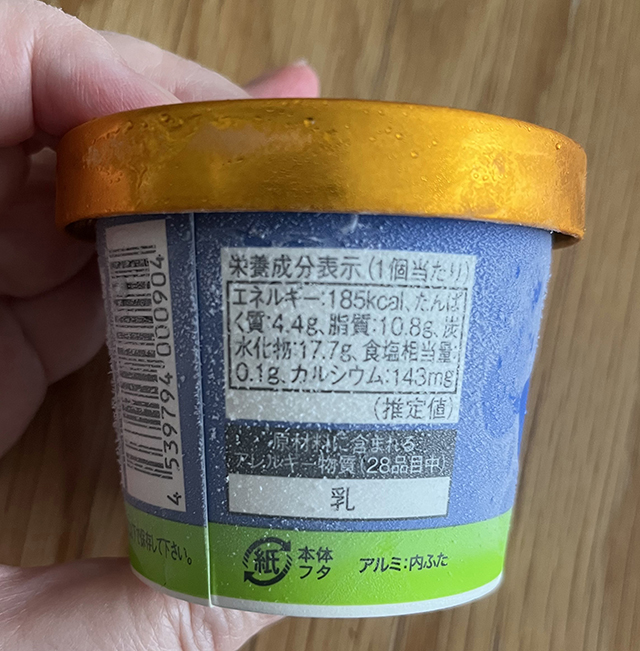 栄養成分表示(1個当たり)
エネルギー:185kcal、たんぱ
く質:4.4g、脂質:10.8g、炭
水化物:17.7g、食塩相当量:
0.1g、カルシウム:143mg
(推定値)
原材料に含まれる
アレルギー物質(28品目中)
乳
4 539794 000904
保存して下さい。
紙 本体
フタ
アルミ:内ふた